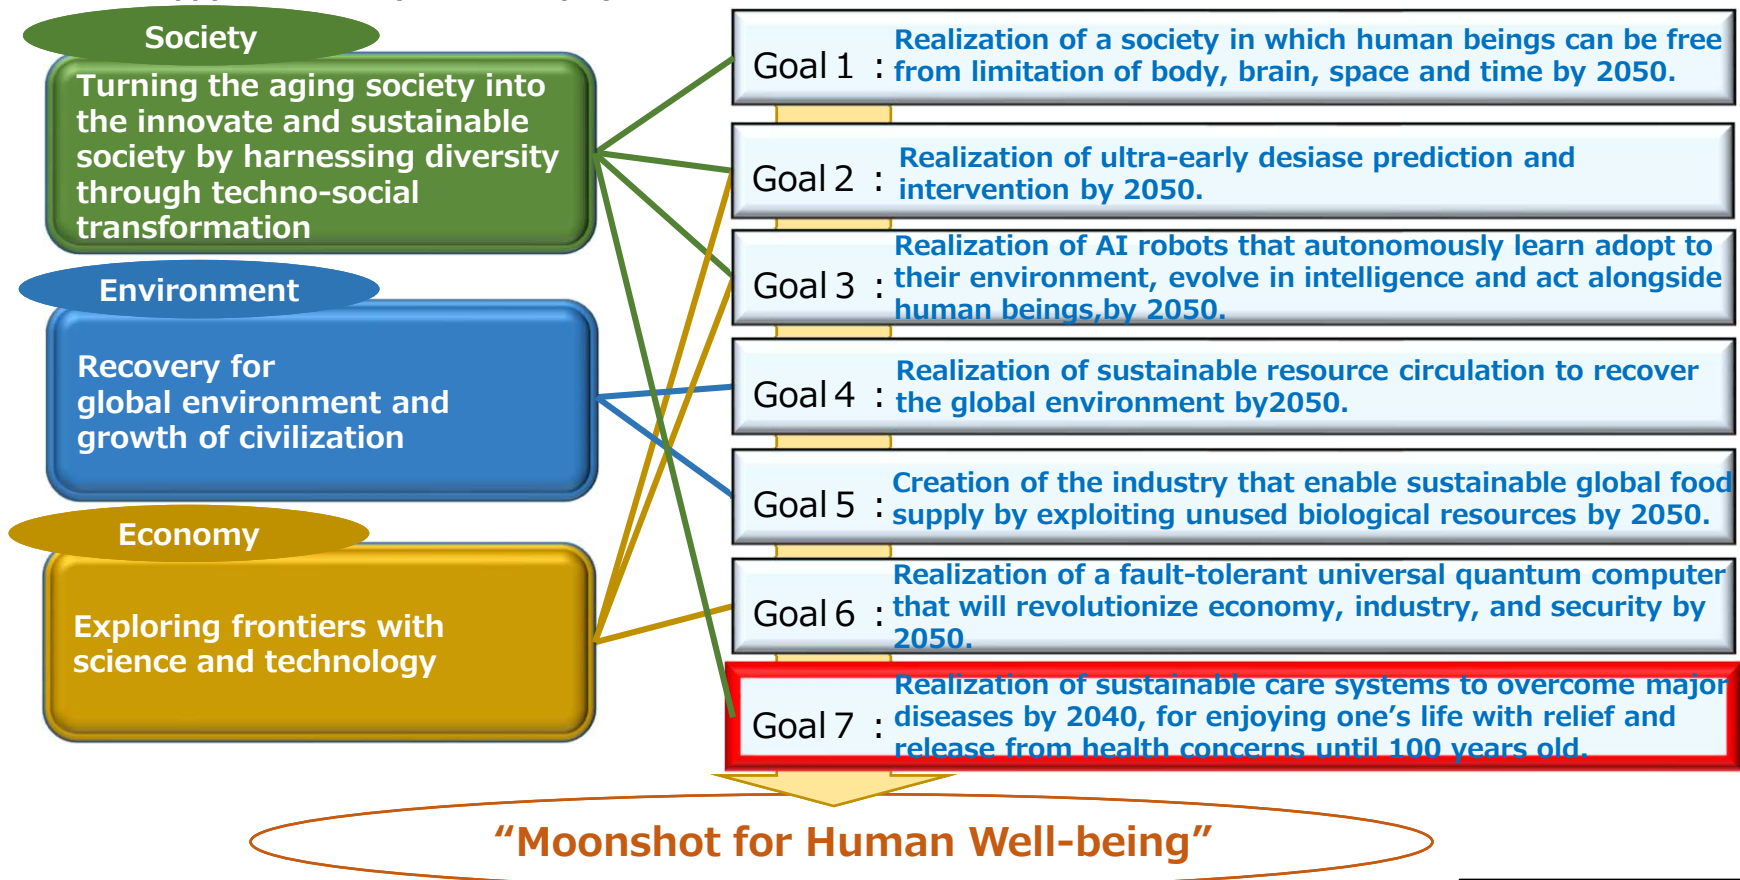 Society
Turning the aging society into
the innovate and sustainable
society by harnessing diversity
through techno-social
transformation
Environment
Recovery for
global environment and
growth of civilization
Economy
Exploring frontiers with
science and technology
Goal 1 : Realization of a society in which human beings can be free
from limitation of body, brain, space and time by 2050.
Goal 2 : Realization of ultra-early desiase prediction and
intervention by 2050.
Goal 3 : Realization of AI robots that autonomously learn adopt to
their environment, evolve in intelligence and act alongside
human beings,by 2050.
Goal 4 : Realization of sustainable resource circulation to recover
the global environment by2050.
Goal 5 : Creation of the industry that enable sustainable global food
supply by exploiting unused biological resources by 2050.
Goal 6 : Realization of a fault-tolerant universal quantum computer
that will revolutionize economy, industry, and security by
2050.
Goal 7 : Realization of sustainable care systems to overcome major
diseases by 2040, for enjoying one’s life with relief and
release from health concerns until 100 years old.
“Moonshot for Human Well-being”